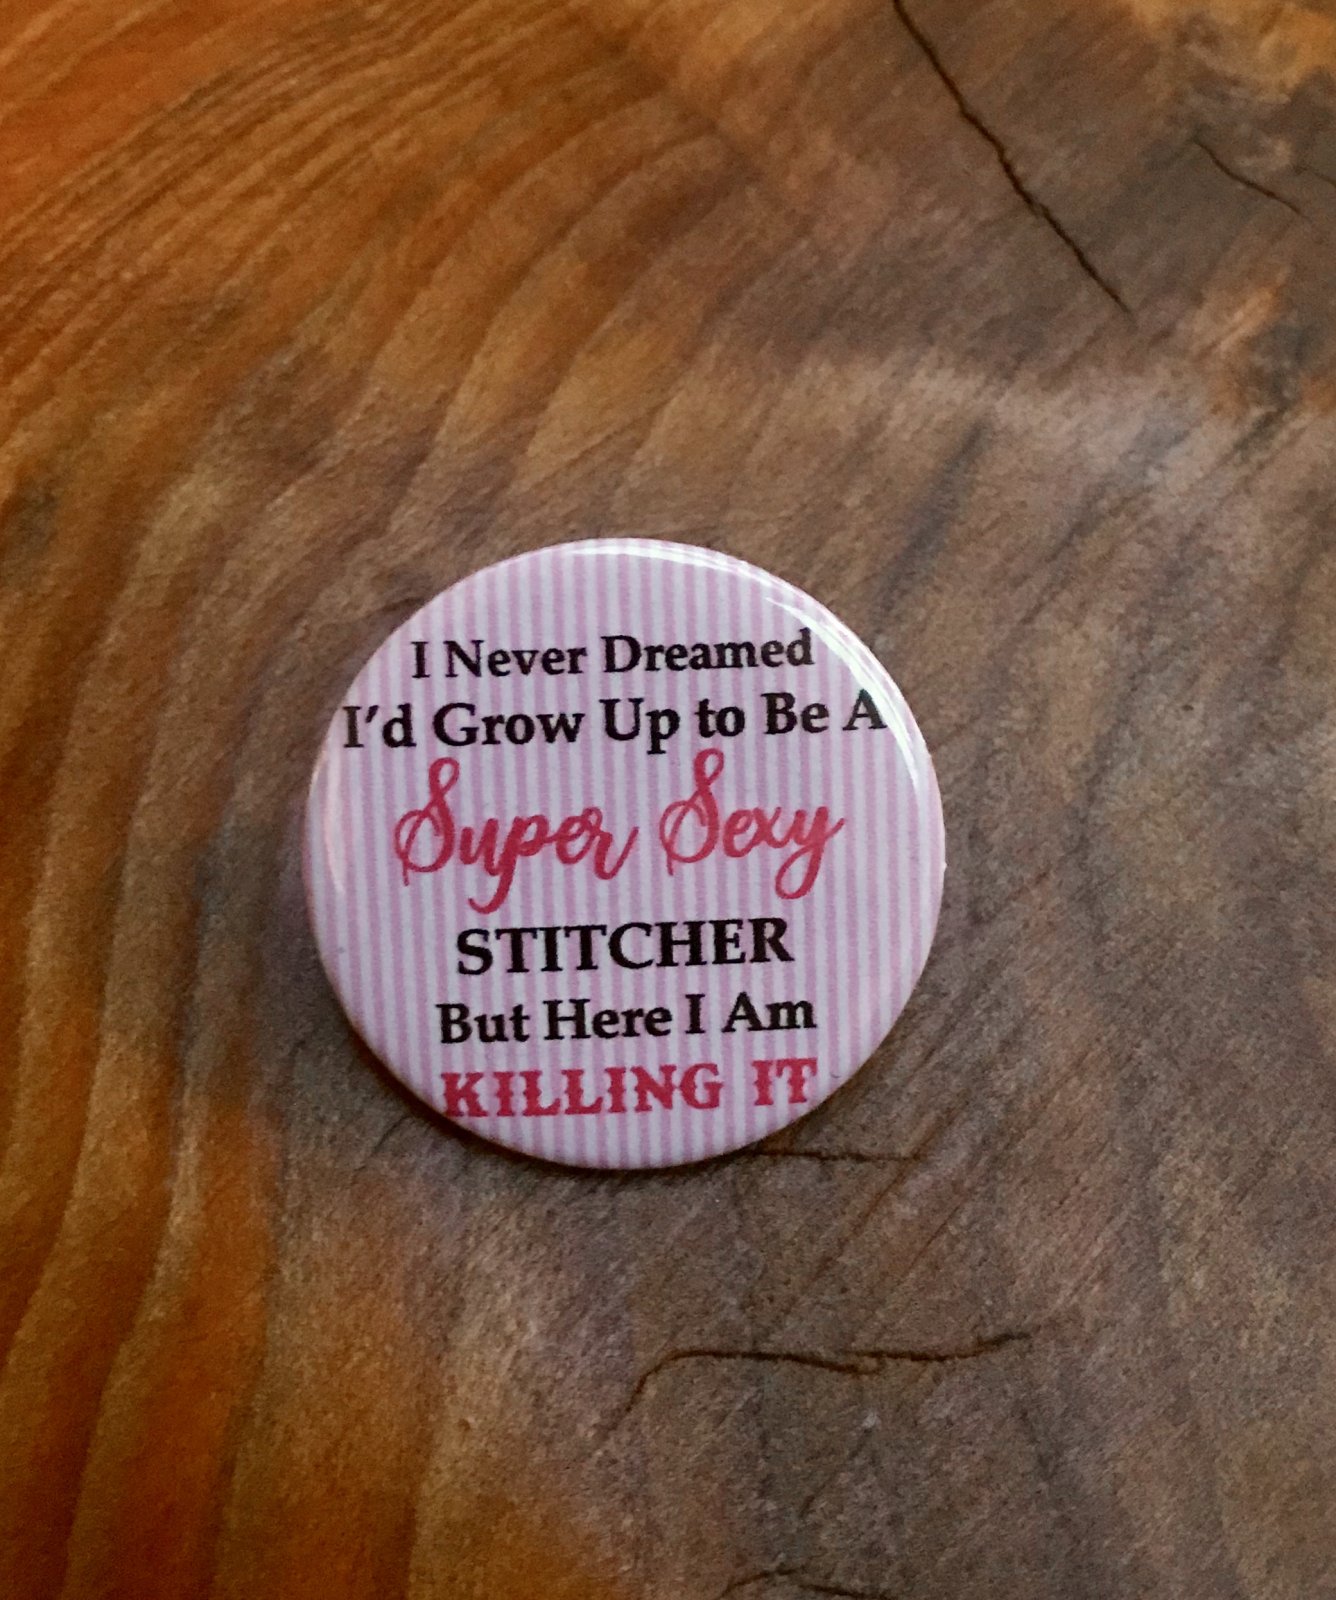 I Never Dreamed
I'd Grow Up to Be A
Super Sexy
STITCHER
But Here I Am
KILLING IT